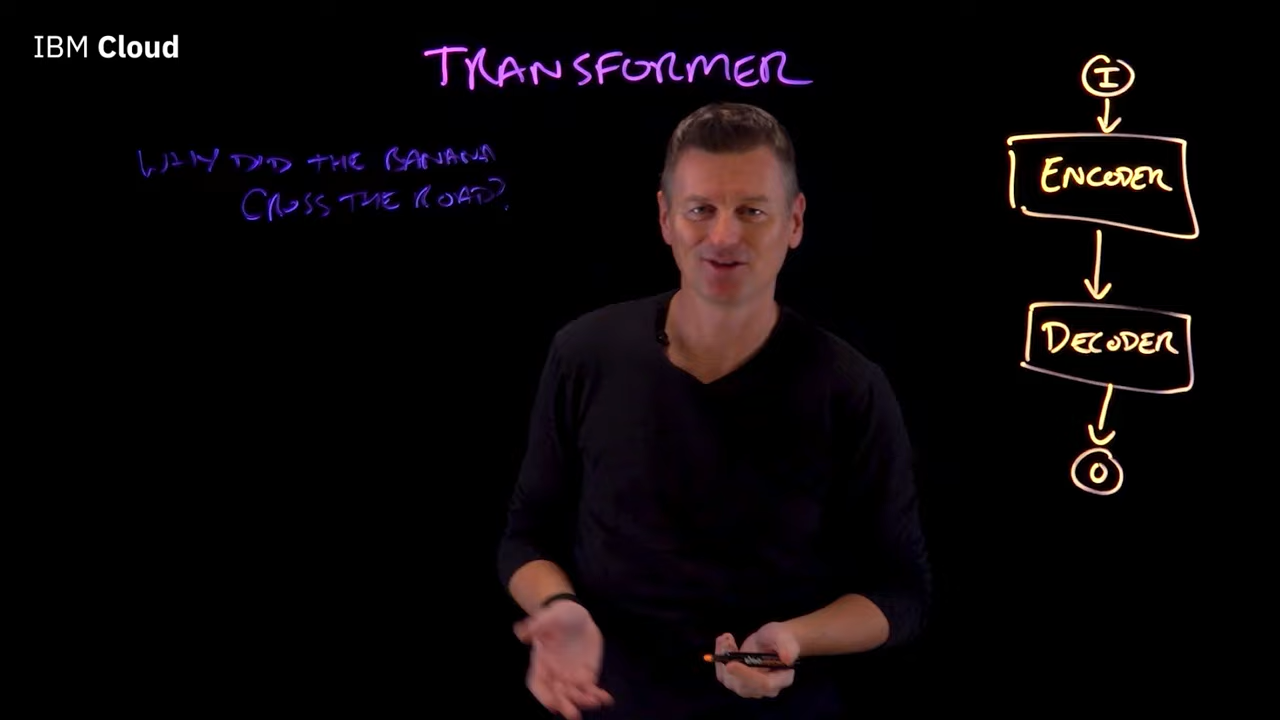 IBM Cloud
TRANSFORMER
WHY DID THE BANANA
CROSS THE ROAD?
I
ENCODER
DECODER
O